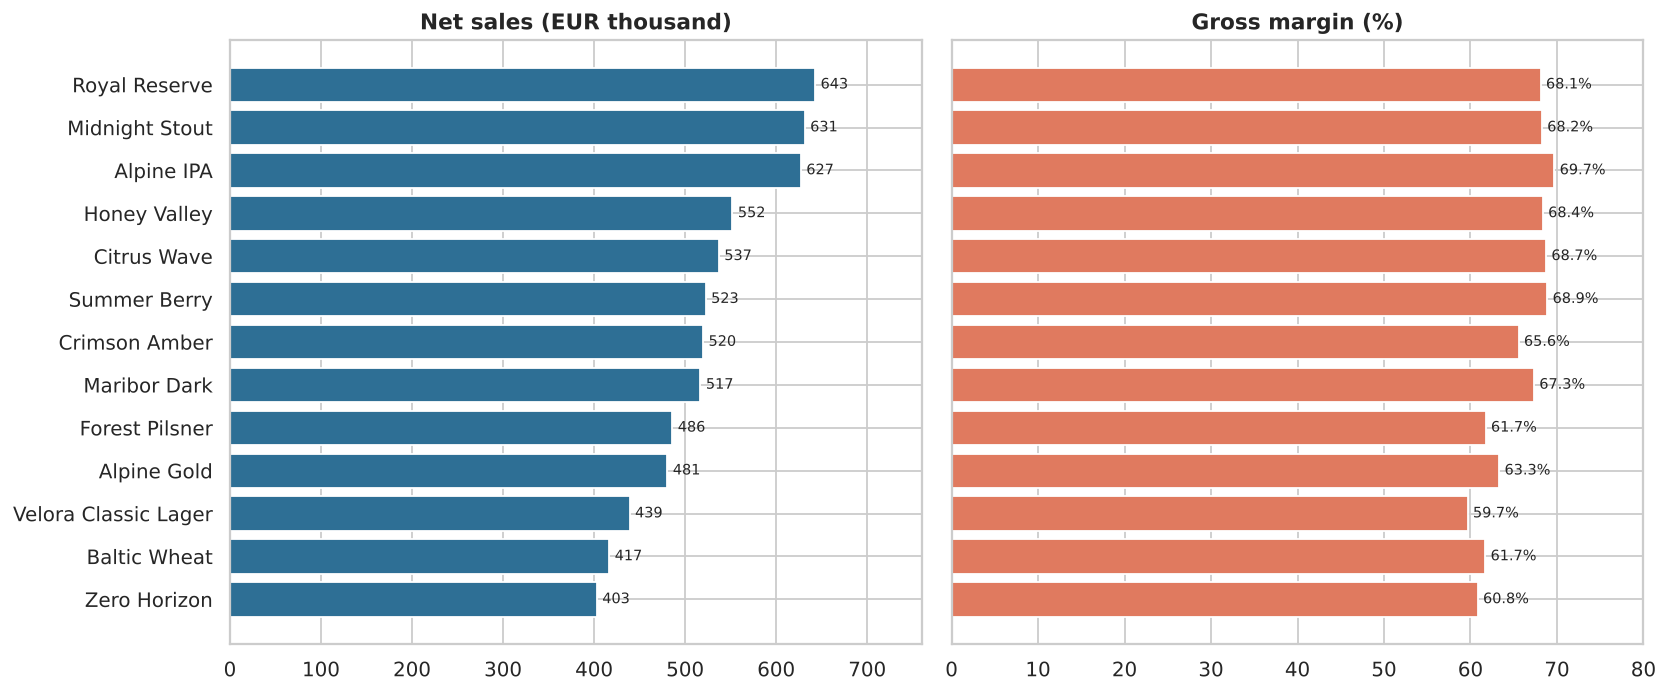 Net sales (EUR thousand)
Gross margin (%)
Royal Reserve 643 68.1%
Midnight Stout 631 68.2%
Alpine IPA 627 69.7%
Honey Valley 552 68.4%
Citrus Wave 537 68.7%
Summer Berry 523 68.9%
Crimson Amber 520 65.6%
Maribor Dark 517 67.3%
Forest Pilsner 486 61.7%
Alpine Gold 481 63.3%
Velora Classic Lager 439 59.7%
Baltic Wheat 417 61.7%
Zero Horizon 403 60.8%
0 100 200 300 400 500 600 700
0 10 20 30 40 50 60 70 80